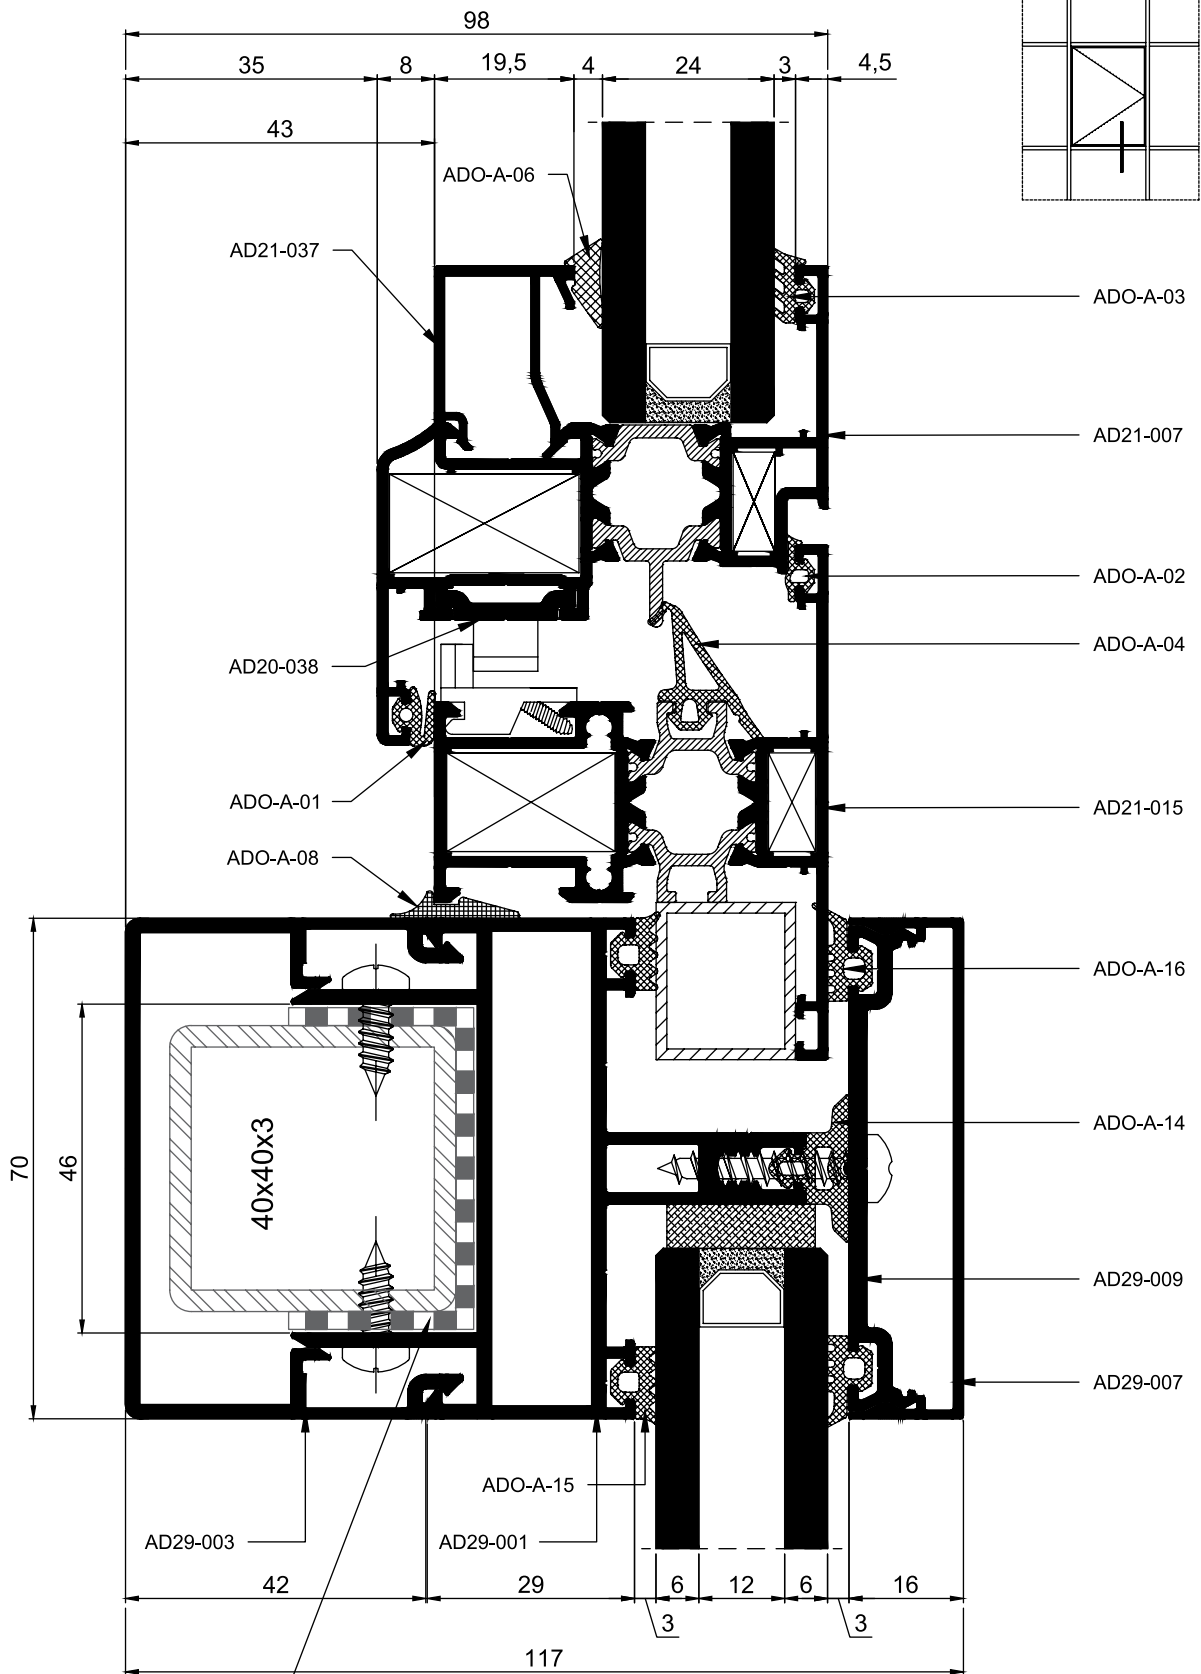 98
35 8 19,5 4 24 3 4,5
43
ADO-A-06
AD21-037
ADO-A-03
AD21-007
ADO-A-02
ADO-A-04
AD20-038
ADO-A-01
AD21-015
ADO-A-08
ADO-A-16
ADO-A-14
70
46
40x40x3
AD29-009
AD29-007
ADO-A-15
AD29-003
AD29-001
42 29 6 12 6 16
3 3
117